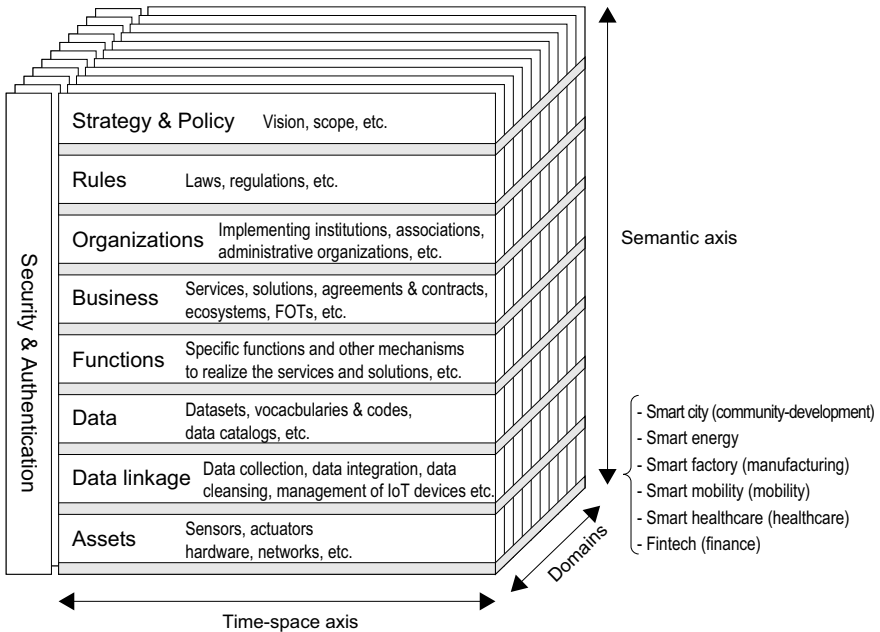 Strategy & Policy Vision, scope, etc.
Rules Laws, regulations, etc.
Organizations Implementing institutions, associations,
administrative organizations, etc.
Business Services, solutions, agreements & contracts,
ecosystems, FOTs, etc.
Functions Specific functions and other mechanisms
to realize the services and solutions, etc.
Data Datasets, vocacbularies & codes,
data catalogs, etc.
Data linkage Data collection, data integration, data
cleansing, management of IoT devices etc.
Assets Sensors, actuators
hardware, networks, etc.
Security & Authentication
Semantic axis
- Smart city (community-development)
- Smart energy
- Smart factory (manufacturing)
- Smart mobility (mobility)
- Smart healthcare (healthcare)
- Fintech (finance)
Domains
Time-space axis